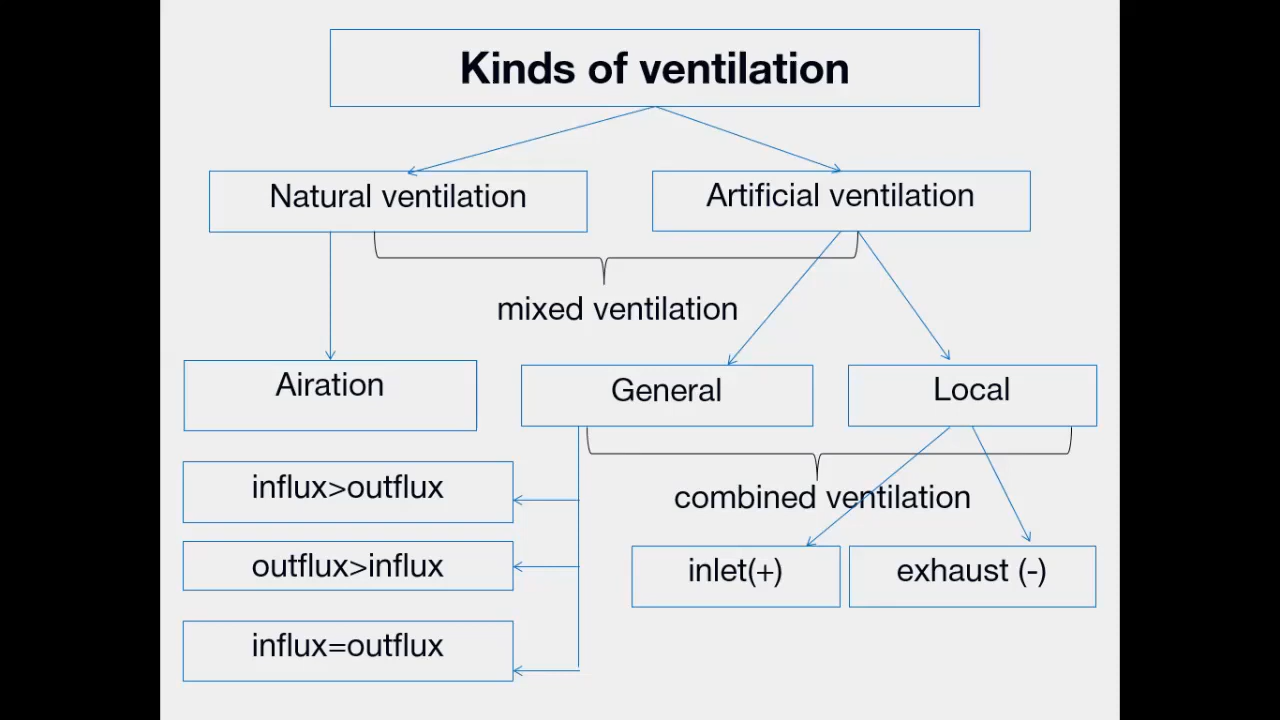 Kinds of ventilation
Natural ventilation
Artificial ventilation
mixed ventilation
Airation
General
Local
influx>outflux
combined ventilation
outflux>influx
inlet(+)
exhaust (-)
influx=outflux